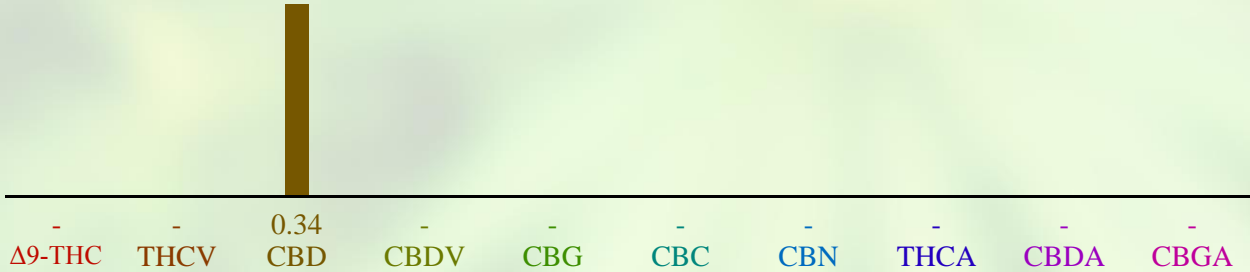 - - 0.34 - - - - - - -
Δ9-THC THCV CBD CBDV CBG CBC CBN THCA CBDA CBGA